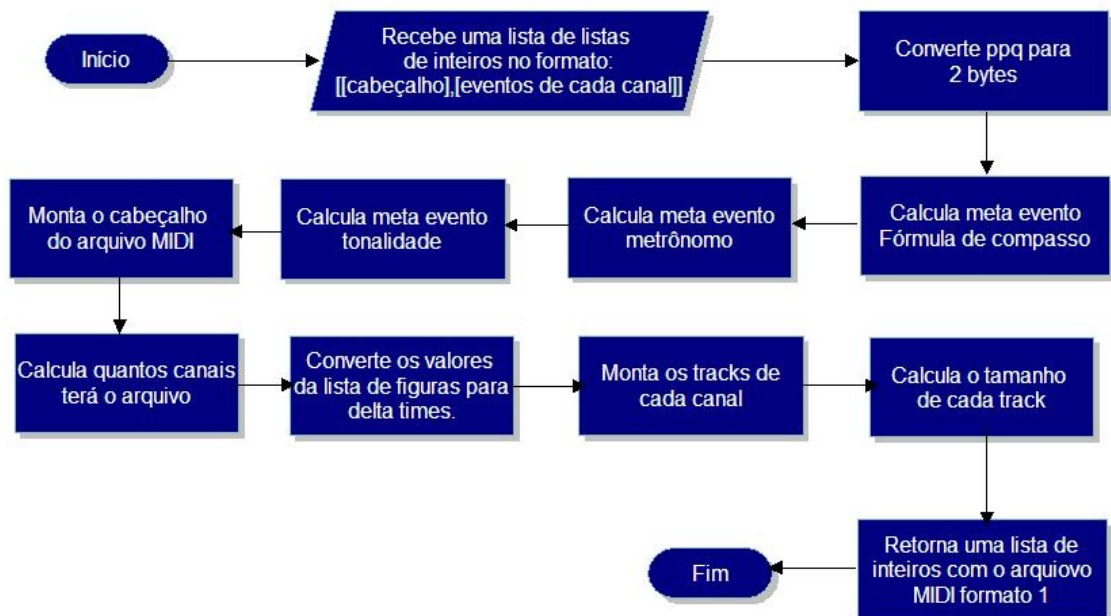 Início
Recebe uma lista de listas
de inteiros no formato:
[[cabeçalho],[eventos de cada canal]]
Converte ppq para
2 bytes
Calcula meta evento
Fórmula de compasso
Calcula meta evento
metrônomo
Calcula meta evento
tonalidade
Monta o cabeçalho
do arquivo MIDI
Calcula quantos canais
terá o arquivo
Converte os valores
da lista de figuras para
delta times.
Monta os tracks de
cada canal
Calcula o tamanho
de cada track
Retorna uma lista de
inteiros com o arquiovo
MIDI formato 1
Fim